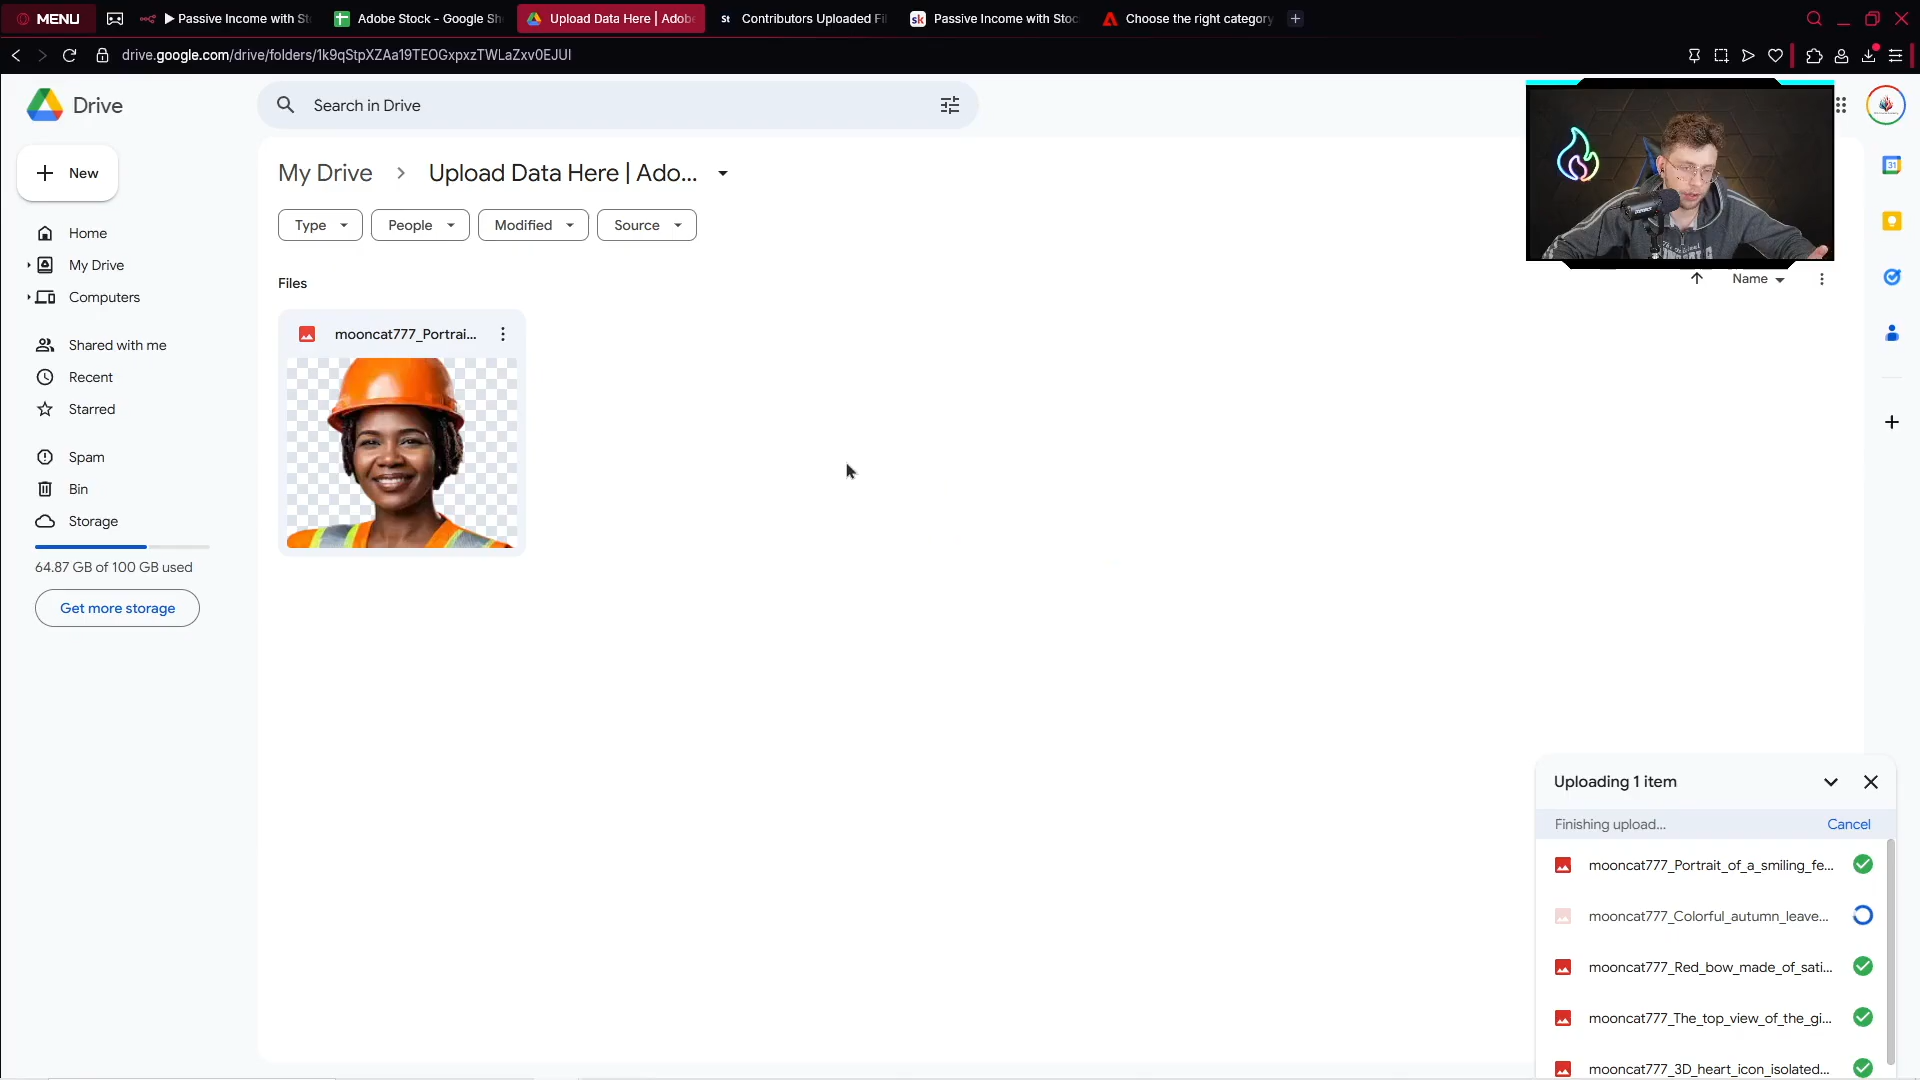 MENU
Passive Income with St
Adobe Stock - Google Sh
Upload Data Here | Adob
St
Contributors Uploaded Fil
sk
Passive Income with Stoc
Choose the right category
drive.google.com/drive/folders/1k9qStpXZAa19TEOGxpxzTWLaZxv0EJUI
Drive
Search in Drive
New
My Drive
Upload Data Here | Ado...
Type
People
Modified
Source
Home
My Drive
Computers
Shared with me
Recent
Starred
Spam
Bin
Storage
64.87 GB of 100 GB used
Get more storage
Files
Name
31
mooncat777_Portrai...
Uploading 1 item
Finishing upload...
Cancel
mooncat777_Portrait_of_a_smiling_fe...
mooncat777_Colorful_autumn_leave...
mooncat777_Red_bow_made_of_sati...
mooncat777_The_top_view_of_the_gi...
mooncat777_3D_heart_icon_isolated...